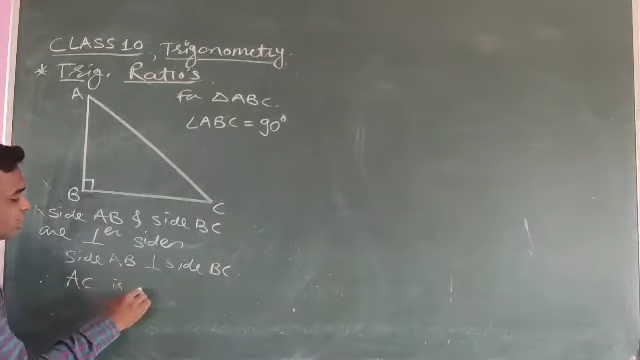 CLASS 10, Trigonometry
* Trig. Ratio's
A
For △ABC.
∠ABC = 90°
B
C
side AB & side BC
are ⊥er sides
side AB ⊥ side BC.
∴ AC is